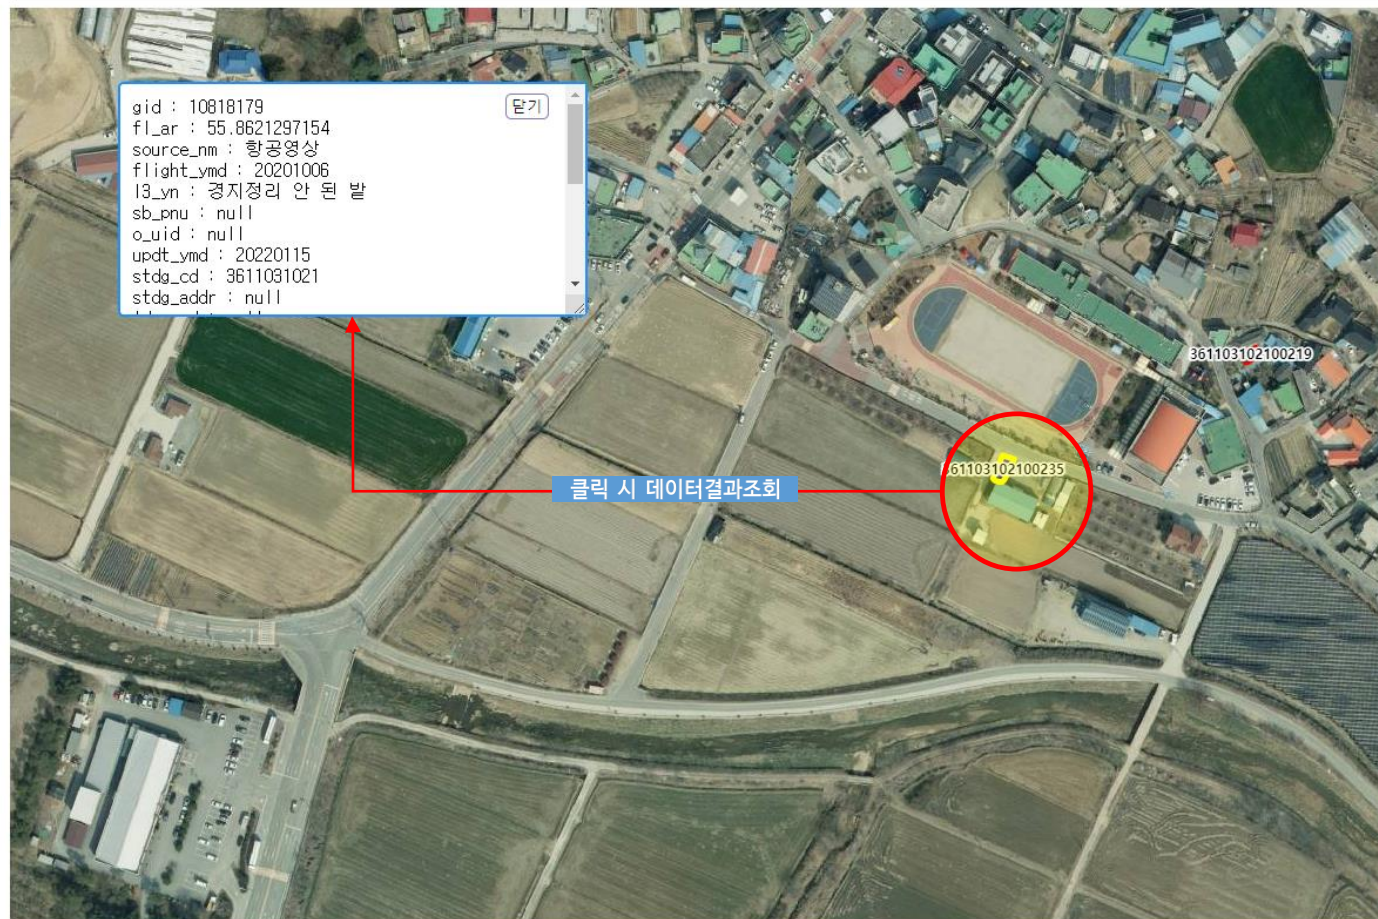 gid : 10818179
닫기
fl_ar : 55.8621297154
source_nm : 항공영상
flight_ymd : 20201006
l3_yn : 경지정리 안 된 밭
sb_pnu : null
o_uid : null
updt_ymd : 20220115
stdg_cd : 3611031021
stdg_addr : null
361103102100219
361103102100235
클릭 시 데이터결과조회